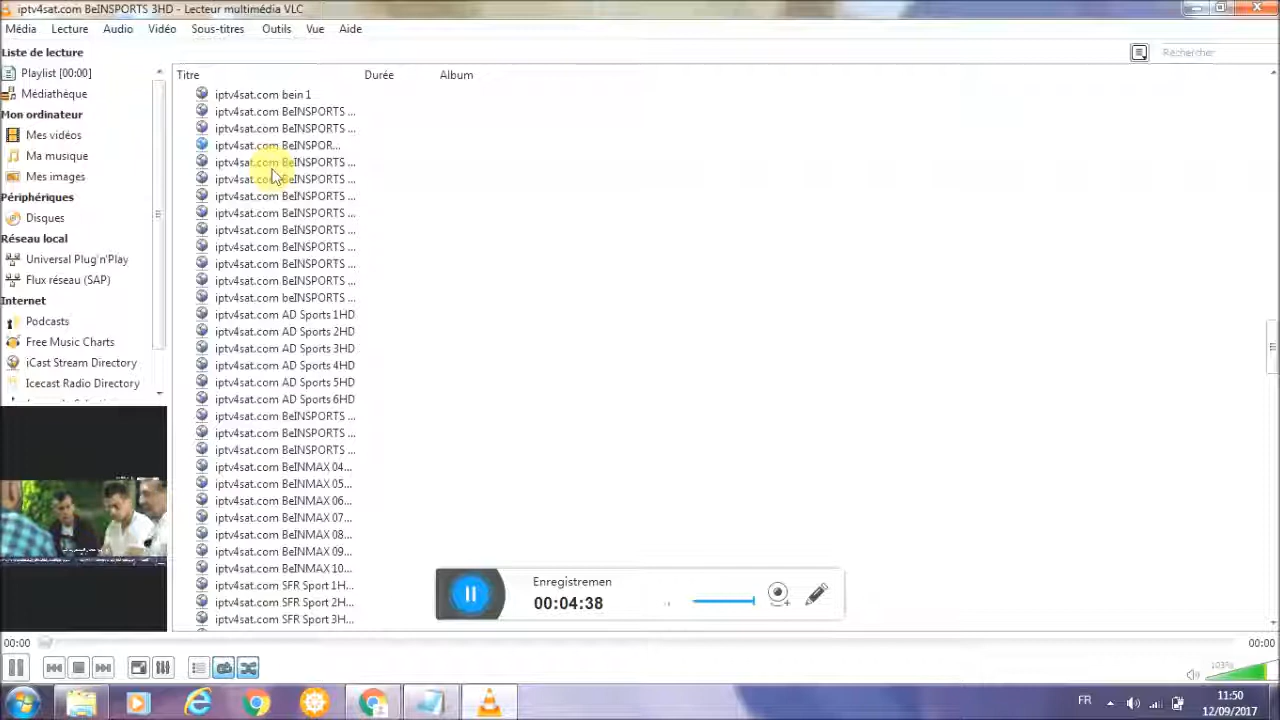 iptv4sat.com BeINSPORTS 3HD - Lecteur multimédia VLC
Média Lecture Audio Vidéo Sous-titres Outils Vue Aide
Liste de lecture
Rechercher
Playlist [00:00]
Médiathèque
Mon ordinateur
Mes vidéos
Ma musique
Mes images
Périphériques
Disques
Réseau local
Universal Plug'n'Play
Flux réseau (SAP)
Internet
Podcasts
Free Music Charts
iCast Stream Directory
Icecast Radio Directory
Titre Durée Album
iptv4sat.com bein 1
iptv4sat.com BeINSPORTS ...
iptv4sat.com BeINSPORTS ...
iptv4sat.com BeINSPOR...
iptv4sat.com BeINSPORTS ...
iptv4sat.com BeINSPORTS ...
iptv4sat.com BeINSPORTS ...
iptv4sat.com BeINSPORTS ...
iptv4sat.com BeINSPORTS ...
iptv4sat.com BeINSPORTS ...
iptv4sat.com BeINSPORTS ...
iptv4sat.com BeINSPORTS ...
iptv4sat.com beINSPORTS ...
iptv4sat.com AD Sports 1HD
iptv4sat.com AD Sports 2HD
iptv4sat.com AD Sports 3HD
iptv4sat.com AD Sports 4HD
iptv4sat.com AD Sports 5HD
iptv4sat.com AD Sports 6HD
iptv4sat.com BeINSPORTS ...
iptv4sat.com BeINSPORTS ...
iptv4sat.com BeINSPORTS ...
iptv4sat.com BeINMAX 04...
iptv4sat.com BeINMAX 05...
iptv4sat.com BeINMAX 06...
iptv4sat.com BeINMAX 07...
iptv4sat.com BeINMAX 08...
iptv4sat.com BeINMAX 09...
iptv4sat.com BeINMAX 10...
iptv4sat.com SFR Sport 1H...
iptv4sat.com SFR Sport 2H...
iptv4sat.com SFR Sport 3H...
Enregistremen
00:04:38
00:00 00:00
103%
FR
11:50
12/09/2017